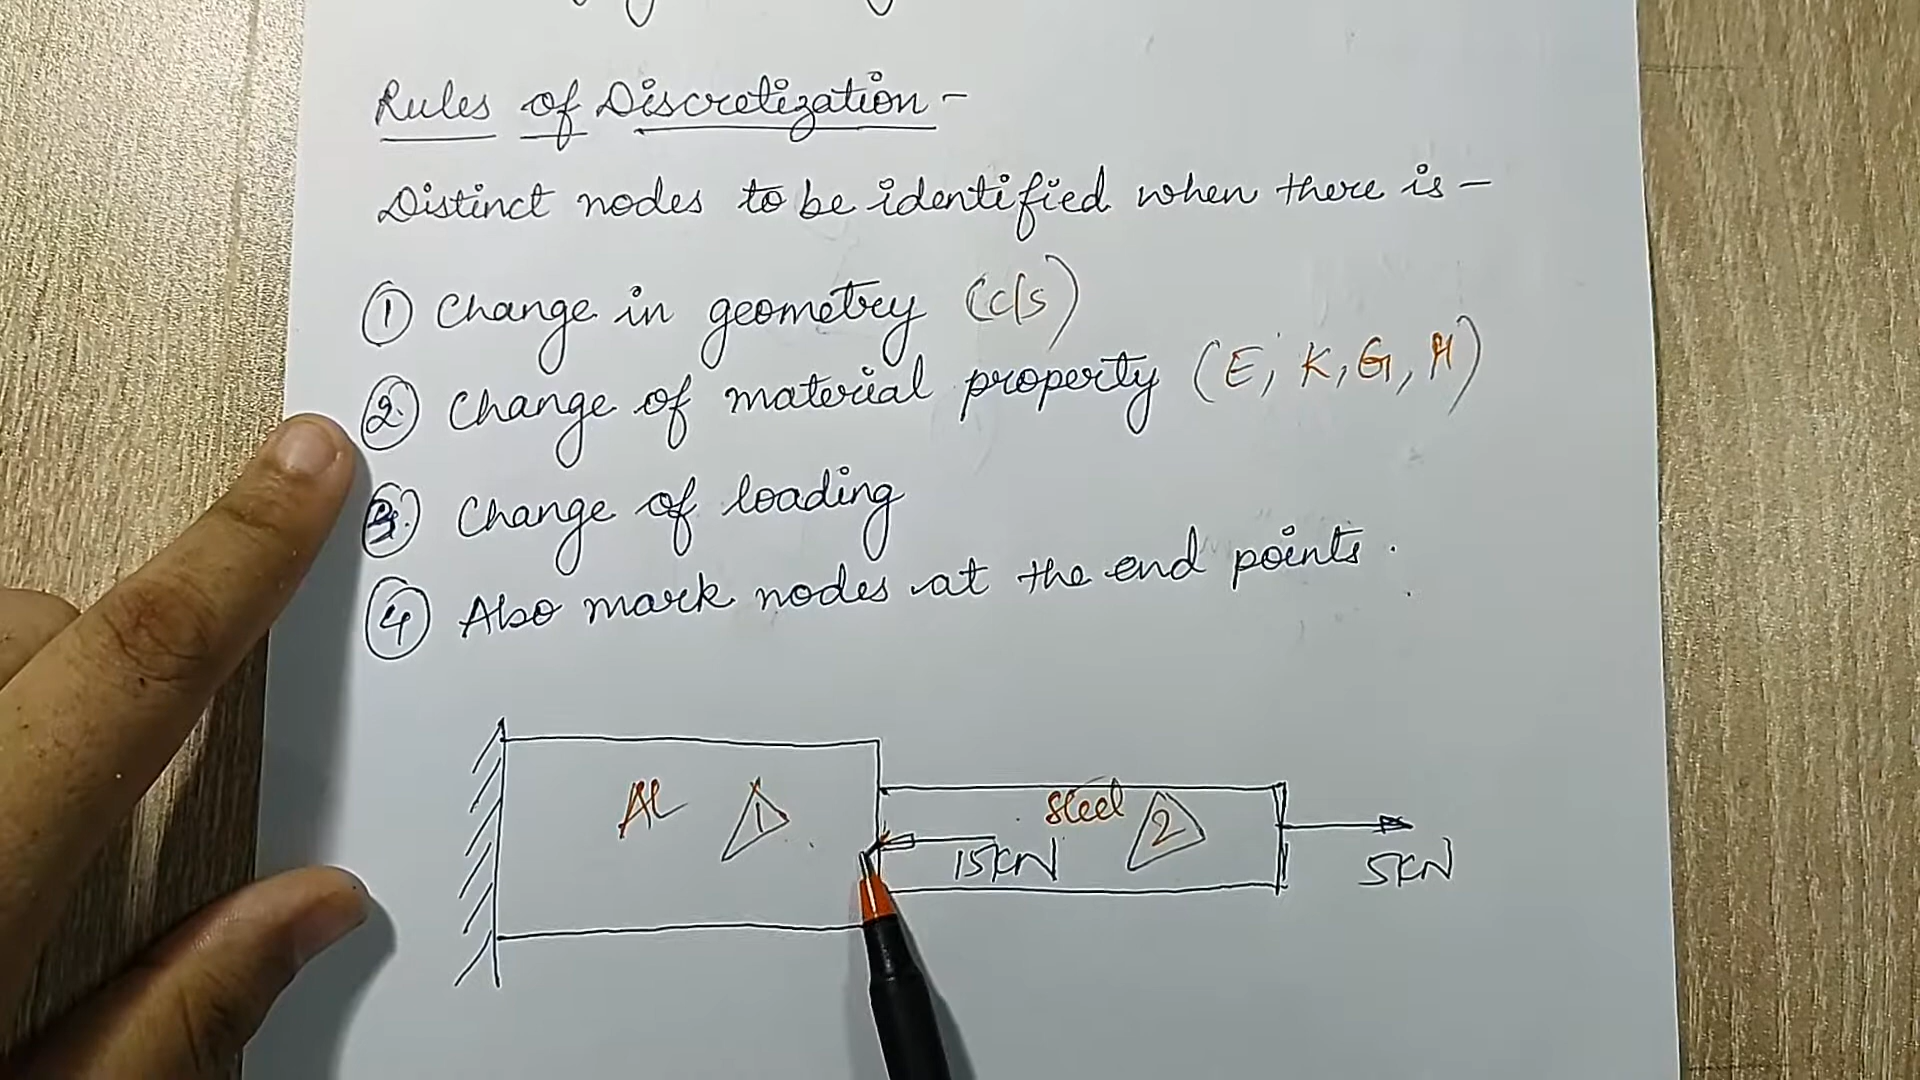 Rules of Discretization -
Distinct nodes to be identified when there is -
① Change in geometry (c/s)
②. Change of material property (E, K, G, H)
③. Change of loading
④ Also mark nodes at the end points.
Al 1
steel 2
15KN
5KN